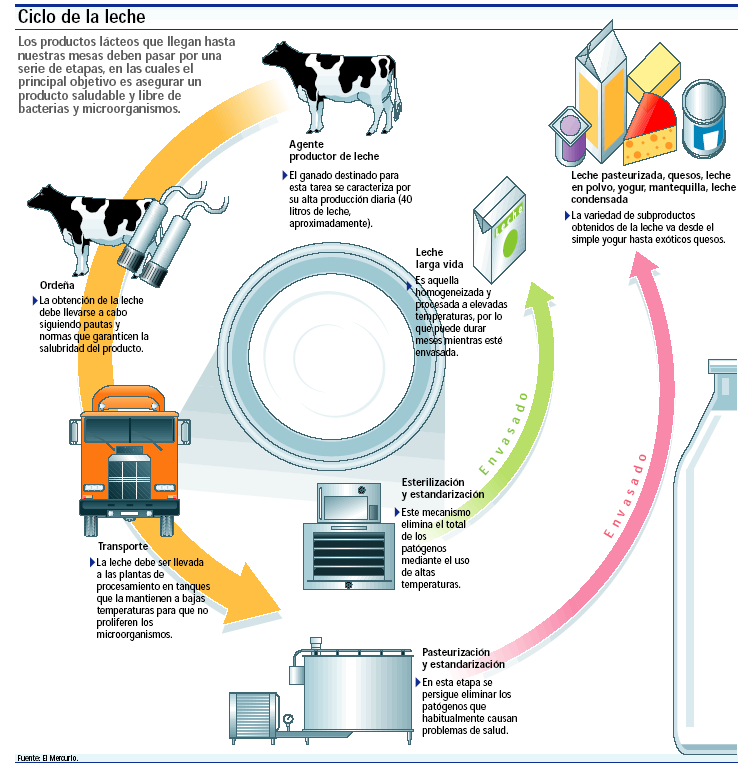 Ciclo de la leche
Los productos lácteos que llegan hasta
nuestras mesas deben pasar por una
serie de etapas, en las cuales el
principal objetivo es asegurar un
producto saludable y libre de
bacterias y microorganismos.
Agente
productor de leche
El ganado destinado para
esta tarea se caracteriza por
su alta producción diaria (40
litros de leche,
aproximadamente).
Ordeña
La obtención de la leche
debe llevarse a cabo
siguiendo pautas y
normas que garanticen la
salubridad del producto.
Transporte
La leche debe ser llevada
a las plantas de
procesamiento en tanques
que la mantienen a bajas
temperaturas para que no
proliferen los
microorganismos.
Esterilización
y estandarización
Este mecanismo
elimina el total
de los
patógenos
mediante el uso
de altas
temperaturas.
Envasado
leche
Leche
larga vida
Es aquella
homogeneizada y
procesada a elevadas
temperaturas, por lo
que puede durar
meses mientras esté
envasada.
Pasteurización
y estandarización
En esta etapa se
persigue eliminar los
patógenos que
habitualmente causan
problemas de salud.
Envasado
Leche pasteurizada, quesos, leche
en polvo, yogur, mantequilla, leche
condensada
La variedad de subproductos
obtenidos de la leche va desde el
simple yogur hasta exóticos quesos.
Fuente: El Mercurio.